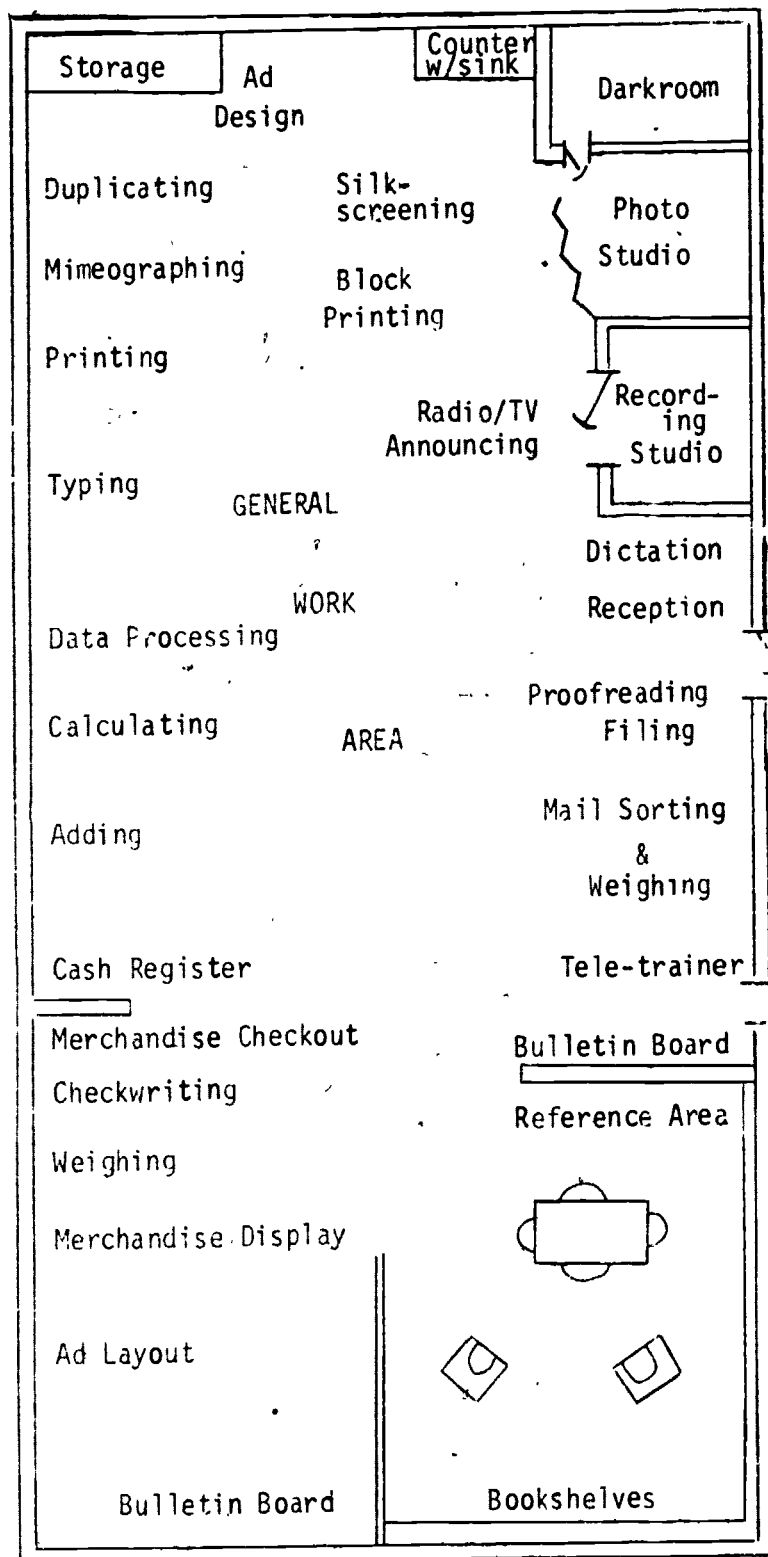 Storage
Ad
Design
Counter
w/sink
Darkroom
Duplicating
Silk-
screening
Photo
Studio
Mimeographing
Block
Printing
Printing
Radio/TV
Announcing
Record-
ing
Studio
Typing
GENERAL
Dictation
WORK
Reception
Data Processing
Proofreading
Filing
Calculating
AREA
Mail Sorting
&
Weighing
Adding
Cash Register
Tele-trainer
Merchandise Checkout
Bulletin Board
Checkwriting
Reference Area
Weighing
Merchandise Display
Ad Layout
Bulletin Board
Bookshelves